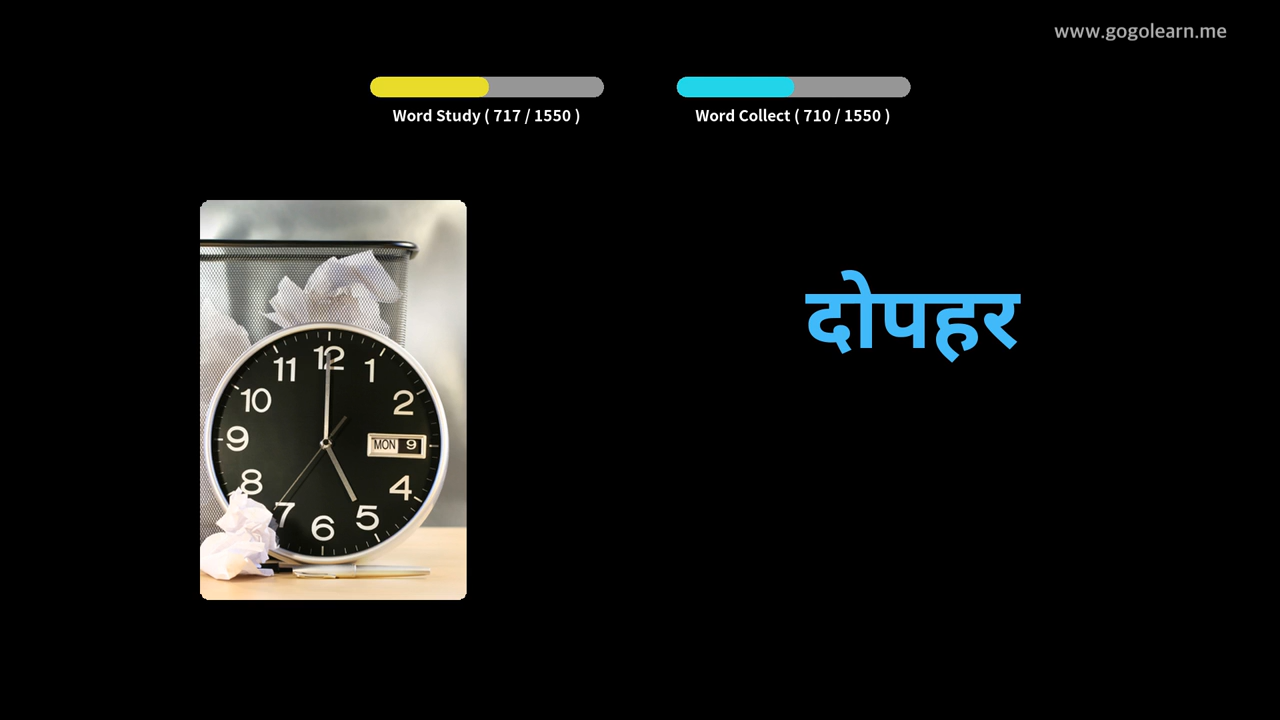 www.gogolearn.me
Word Study ( 717 / 1550 )
Word Collect ( 710 / 1550 )
दोपहर
12
11
1
10
2
9
MON 9
8
4
7
5
6